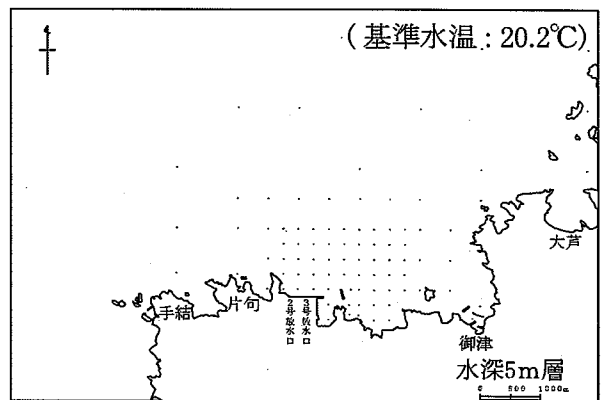 (基準水温:20.2℃)
大芦
手結
片句
2号放水口
3号放水口
御津
水深5m層
0 500 1000m